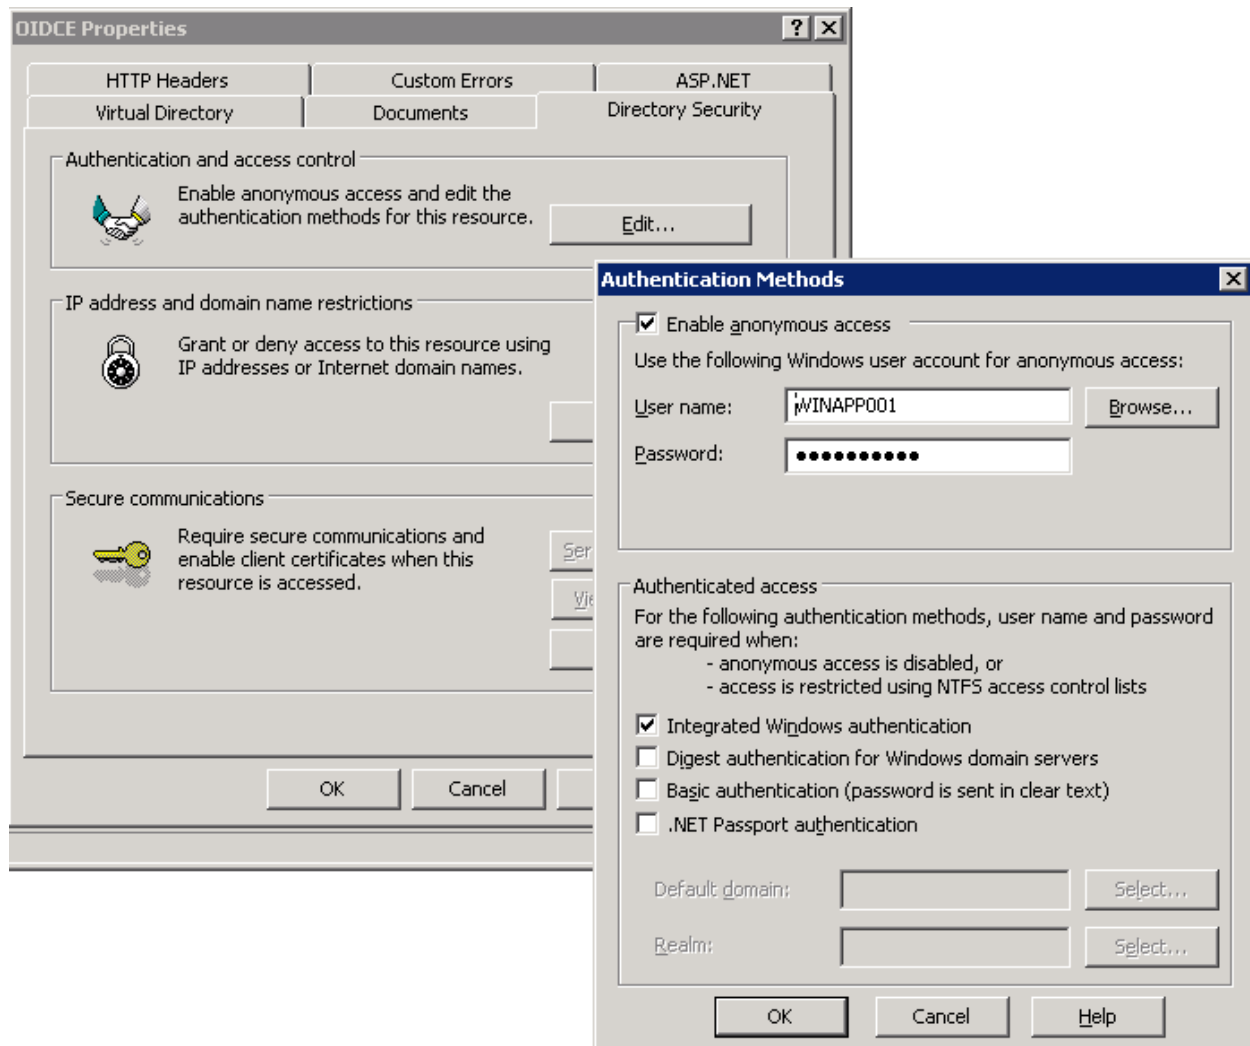 OIDCE Properties
HTTP Headers
Custom Errors
ASP.NET
Virtual Directory
Documents
Directory Security
Authentication and access control
Enable anonymous access and edit the
authentication methods for this resource.
Edit...
IP address and domain name restrictions
Grant or deny access to this resource using
IP addresses or Internet domain names.
Secure communications
Require secure communications and
enable client certificates when this
resource is accessed.
Ser
Vie
OK
Cancel
Authentication Methods
Enable anonymous access
Use the following Windows user account for anonymous access:
User name:
WINAPP001
Browse...
Password:
Authenticated access
For the following authentication methods, user name and password
are required when:
- anonymous access is disabled, or
- access is restricted using NTFS access control lists
Integrated Windows authentication
Digest authentication for Windows domain servers
Basic authentication (password is sent in clear text)
.NET Passport authentication
Default domain:
Select...
Realm:
Select...
OK
Cancel
Help